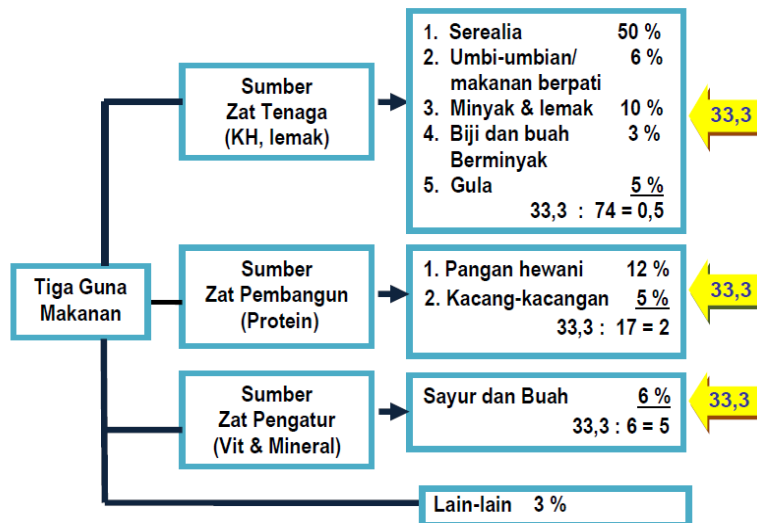 Tiga Guna
Makanan
Sumber
Zat Tenaga
(KH, lemak)
1. Serealia 50 %
2. Umbi-umbian/ 6 %
makanan berpati
3. Minyak & lemak 10 %
4. Biji dan buah 3 %
Berminyak
5. Gula 5 %
33,3 : 74 = 0,5
33,3
Sumber
Zat Pembangun
(Protein)
1. Pangan hewani 12 %
2. Kacang-kacangan 5 %
33,3 : 17 = 2
33,3
Sumber
Zat Pengatur
(Vit & Mineral)
Sayur dan Buah 6 %
33,3 : 6 = 5
33,3
Lain-lain 3 %